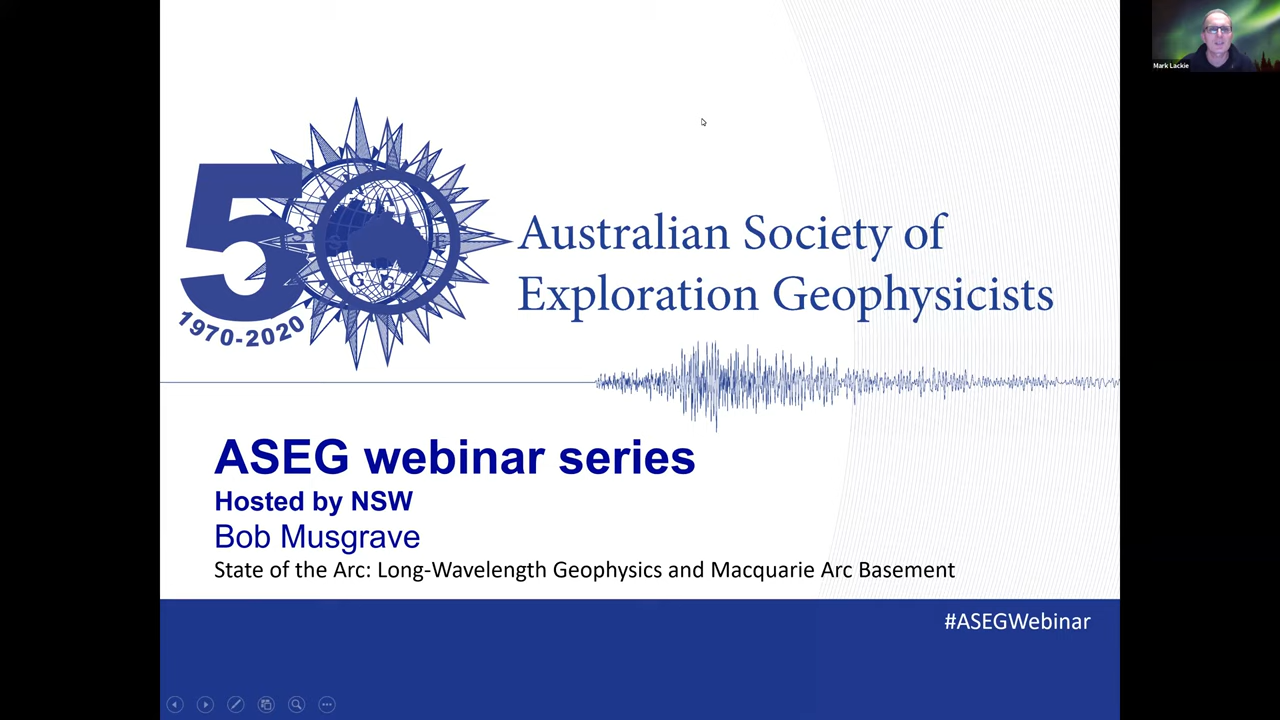 Mark Lackie
50
1970-2020
A
S
E
G
G
Australian Society of
Exploration Geophysicists
ASEG webinar series
Hosted by NSW
Bob Musgrave
State of the Arc: Long-Wavelength Geophysics and Macquarie Arc Basement
#ASEGWebinar